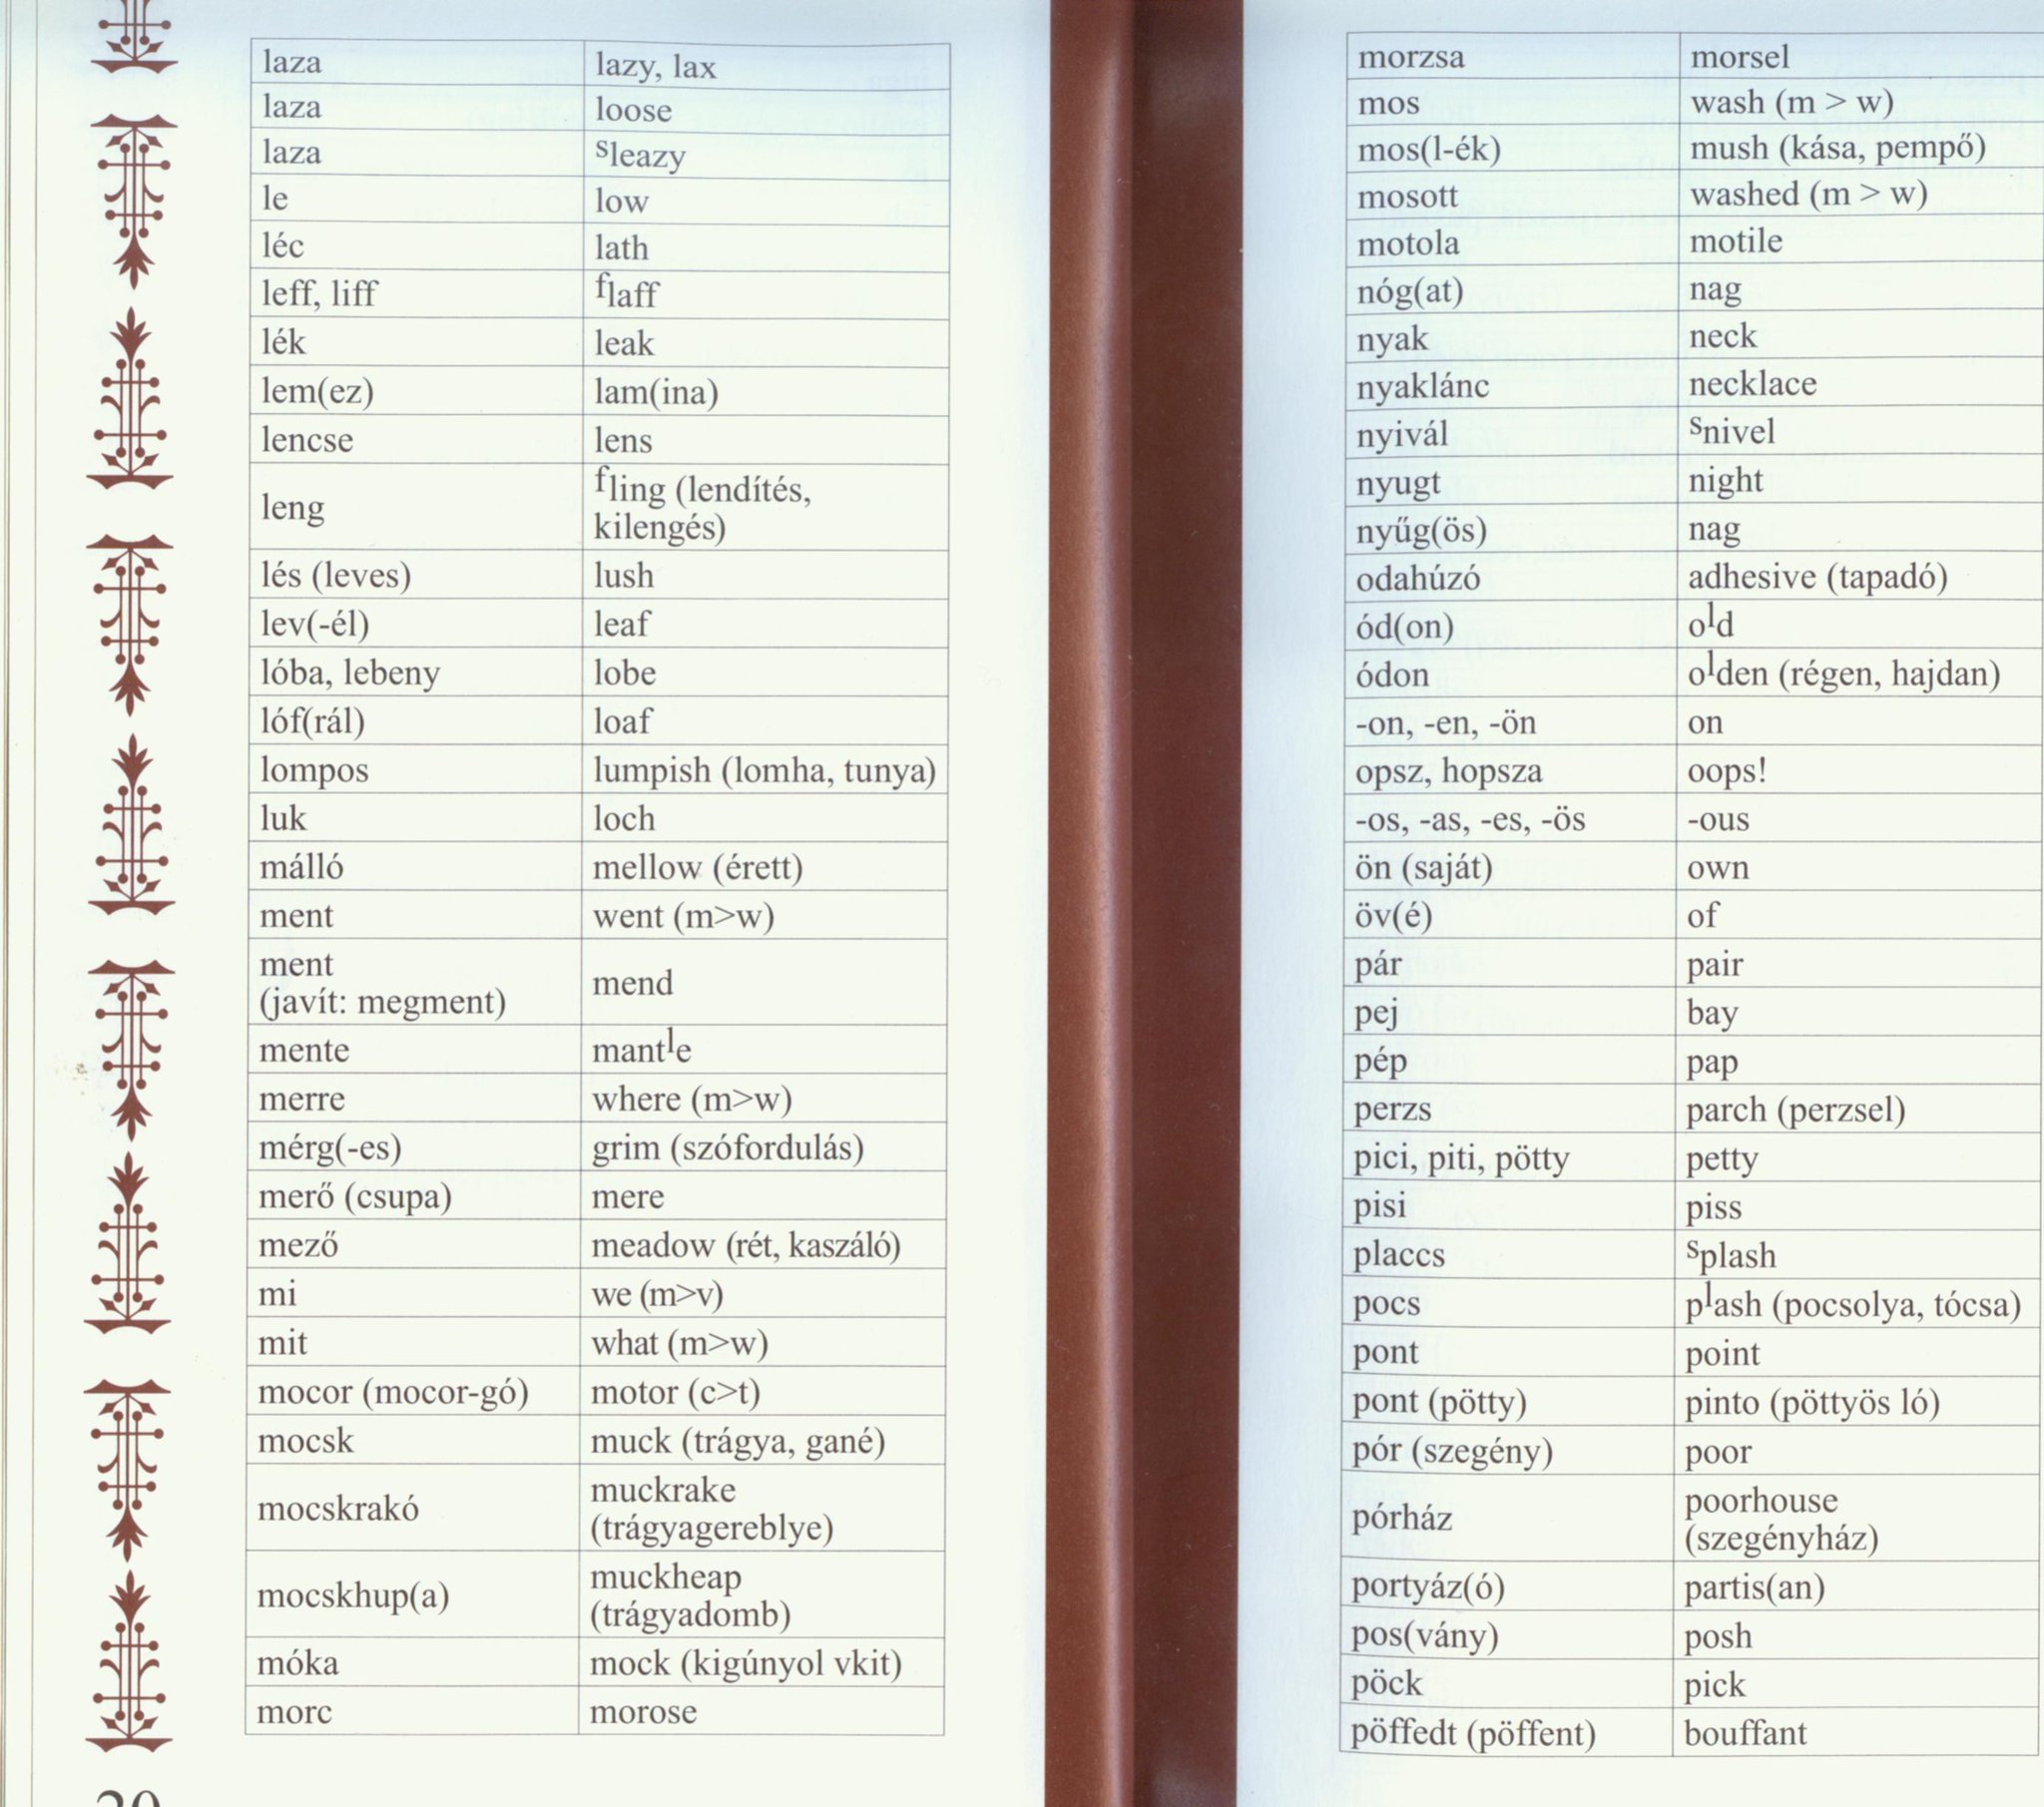 laza lazy, lax
laza loose
laza sleazy
le low
léc lath
leff, liff flaff
lék leak
lem(ez) lam(ina)
lencse lens
leng fling (lendítés,
kilengés)
lés (leves) lush
lev(-él) leaf
lóba, lebeny lobe
lóf(rál) loaf
lompos lumpish (lomha, tunya)
luk loch
málló mellow (érett)
ment went (m>w)
ment
(javít: megment) mend
mente mantle
merre where (m>w)
mérg(-es) grim (szófordulás)
merő (csupa) mere
mező meadow (rét, kaszáló)
mi we (m>v)
mit what (m>w)
mocor (mocor-gó) motor (c>t)
mocsk muck (trágya, gané)
mocskrakó muckrake
(trágyagereblye)
mocskhup(a) muckheap
(trágyadomb)
móka mock (kigúnyol vkit)
morc morose
morzsa morsel
mos wash (m > w)
mos(l-ék) mush (kása, pempő)
mosott washed (m > w)
motola motile
nóg(at) nag
nyak neck
nyaklánc necklace
nyivál snivel
nyugt night
nyűg(ös) nag
odahúzó adhesive (tapadó)
ód(on) old
ódon olden (régen, hajdan)
-on, -en, -ön on
opsz, hopsza oops!
-os, -as, -es, -ös -ous
ön (saját) own
öv(é) of
pár pair
pej bay
pép pap
perzs parch (perzsel)
pici, piti, pötty petty
pisi piss
placcs splash
pocs plash (pocsolya, tócsa)
pont point
pont (pötty) pinto (pöttyös ló)
pór (szegény) poor
pórház poorhouse
(szegényház)
portyáz(ó) partis(an)
pos(vány) posh
pöck pick
pöffedt (pöffent) bouffant